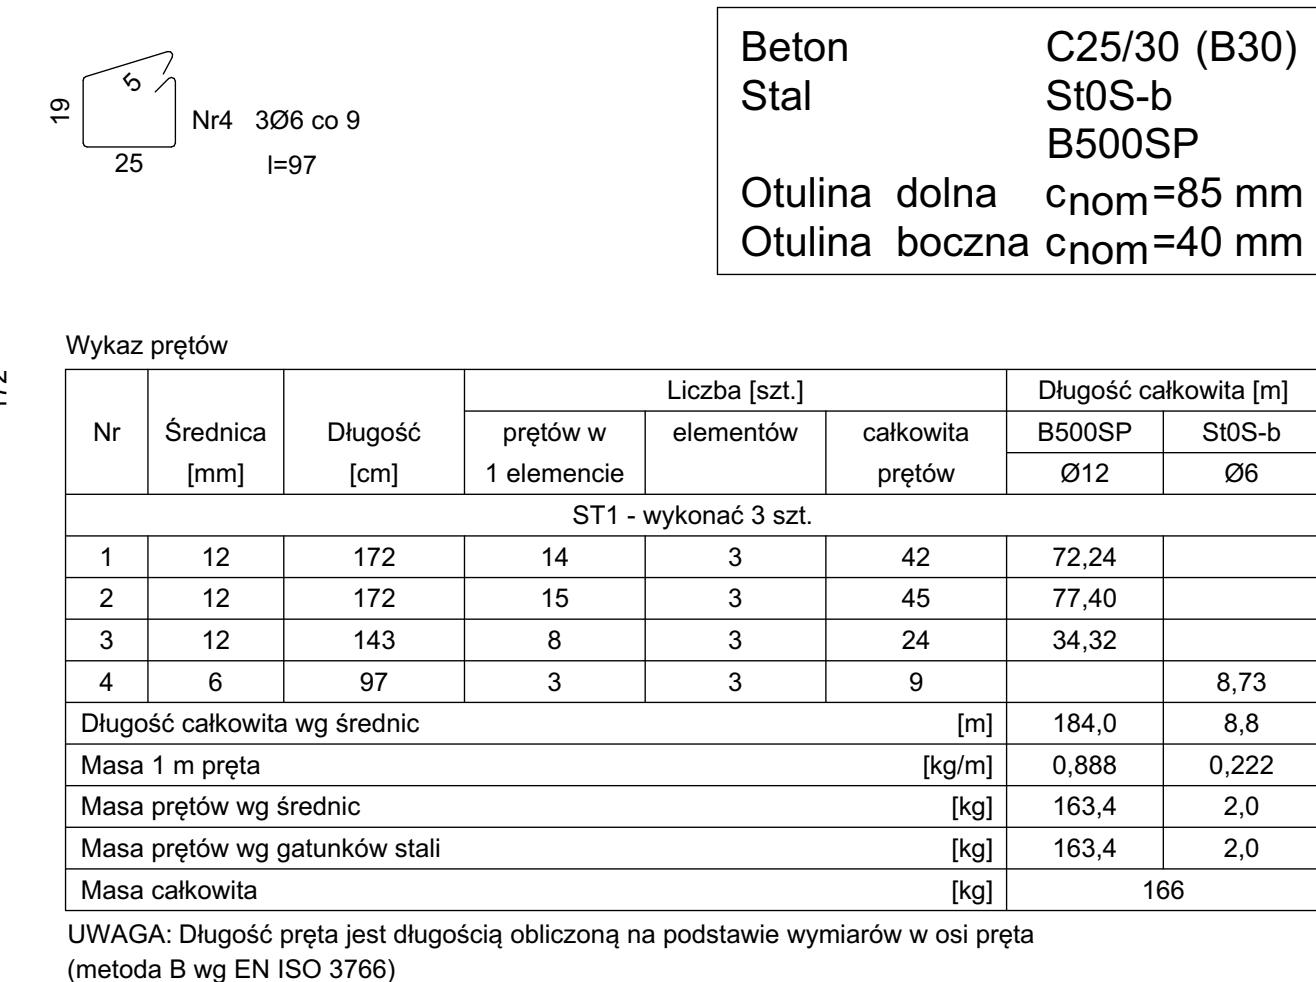 19
5
25
Nr4 3Ø6 co 9
l=97
Beton C25/30 (B30)
Stal St0S-b
B500SP
Otulina dolna cnom=85 mm
Otulina boczna cnom=40 mm
Wykaz prętów
Nr Średnica [mm] Długość [cm] Liczba [szt.] Długość całkowita [m]
prętów w 1 elemencie elementów całkowita prętów B500SP St0S-b
Ø12 Ø6
ST1 - wykonać 3 szt.
1 12 172 14 3 42 72,24
2 12 172 15 3 45 77,40
3 12 143 8 3 24 34,32
4 6 97 3 3 9 8,73
Długość całkowita wg średnic [m] 184,0 8,8
Masa 1 m pręta [kg/m] 0,888 0,222
Masa prętów wg średnic [kg] 163,4 2,0
Masa prętów wg gatunków stali [kg] 163,4 2,0
Masa całkowita [kg] 166
UWAGA: Długość pręta jest długością obliczoną na podstawie wymiarów w osi pręta
(metoda B wg EN ISO 3766)